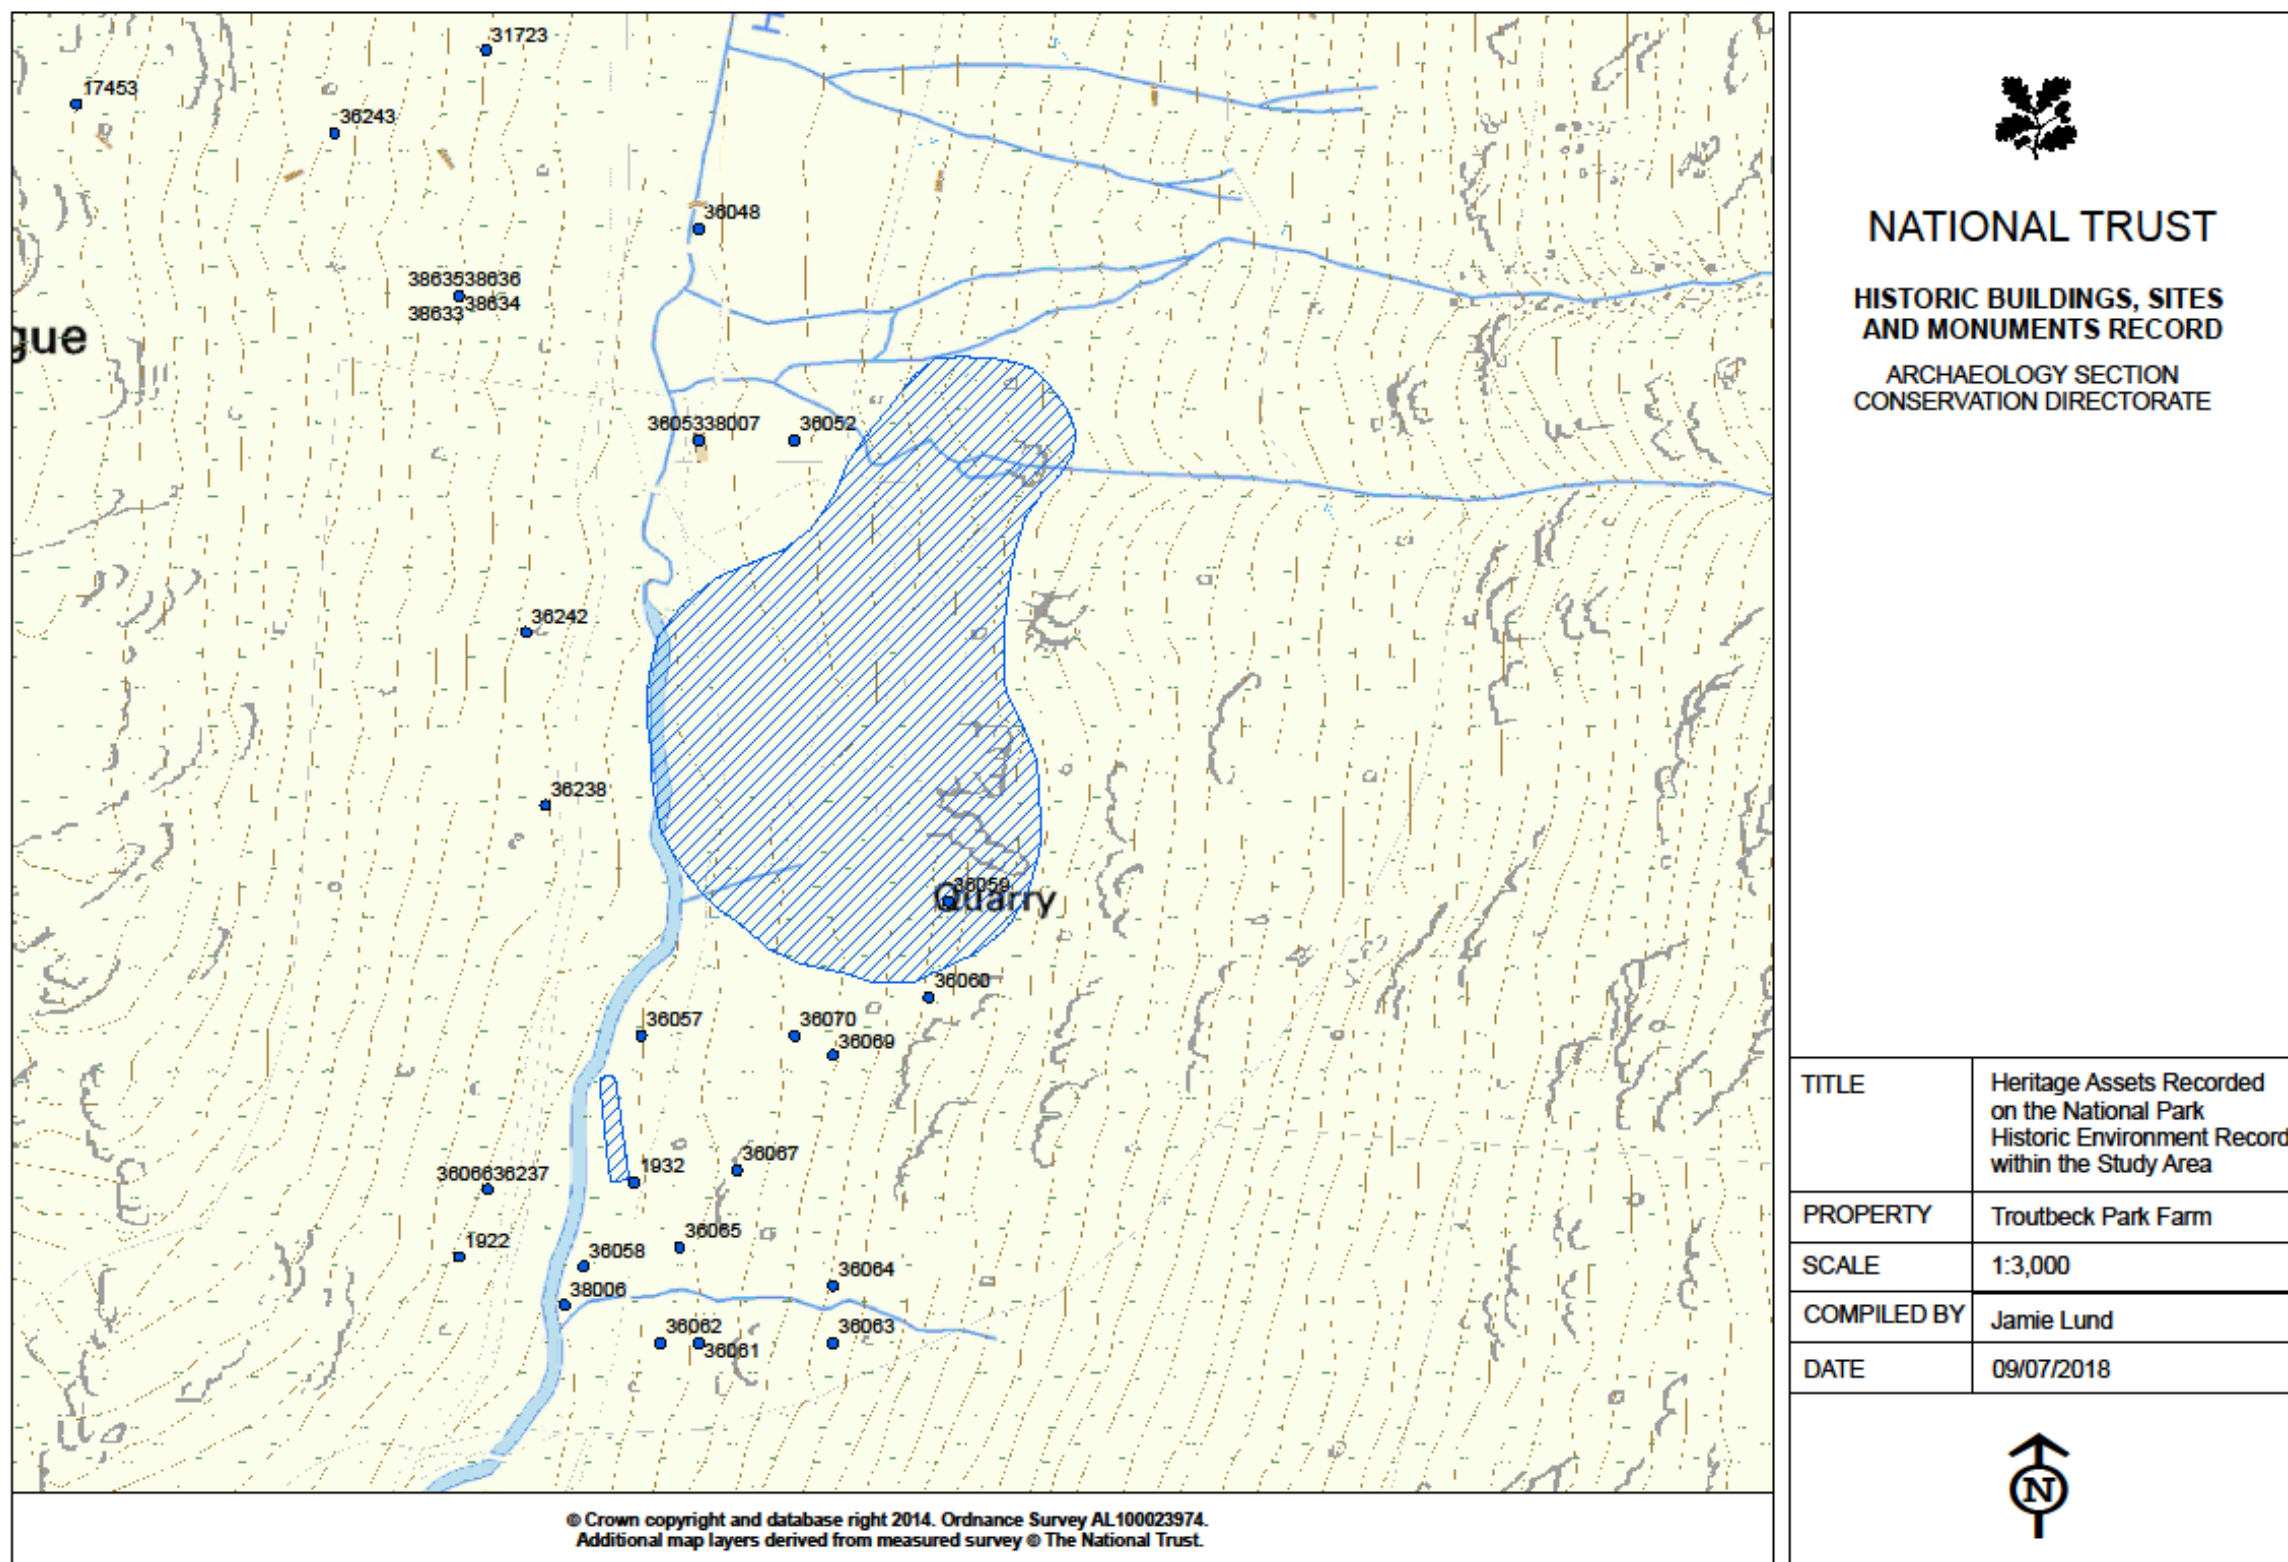 31723
17453
36243
36048
3863538636
38634
38633
gue
3605338007
36052
36242
36238
36059
Quarry
36060
36057
36070
36069
36067
1932
3606636237
36065
1922
36058
36064
38006
36062
36063
36061
© Crown copyright and database right 2014. Ordnance Survey AL100023974.
Additional map layers derived from measured survey © The National Trust.
NATIONAL TRUST
HISTORIC BUILDINGS, SITES
AND MONUMENTS RECORD
ARCHAEOLOGY SECTION
CONSERVATION DIRECTORATE
TITLE
Heritage Assets Recorded
on the National Park
Historic Environment Record
within the Study Area
PROPERTY
Troutbeck Park Farm
SCALE
1:3,000
COMPILED BY
Jamie Lund
DATE
09/07/2018
N